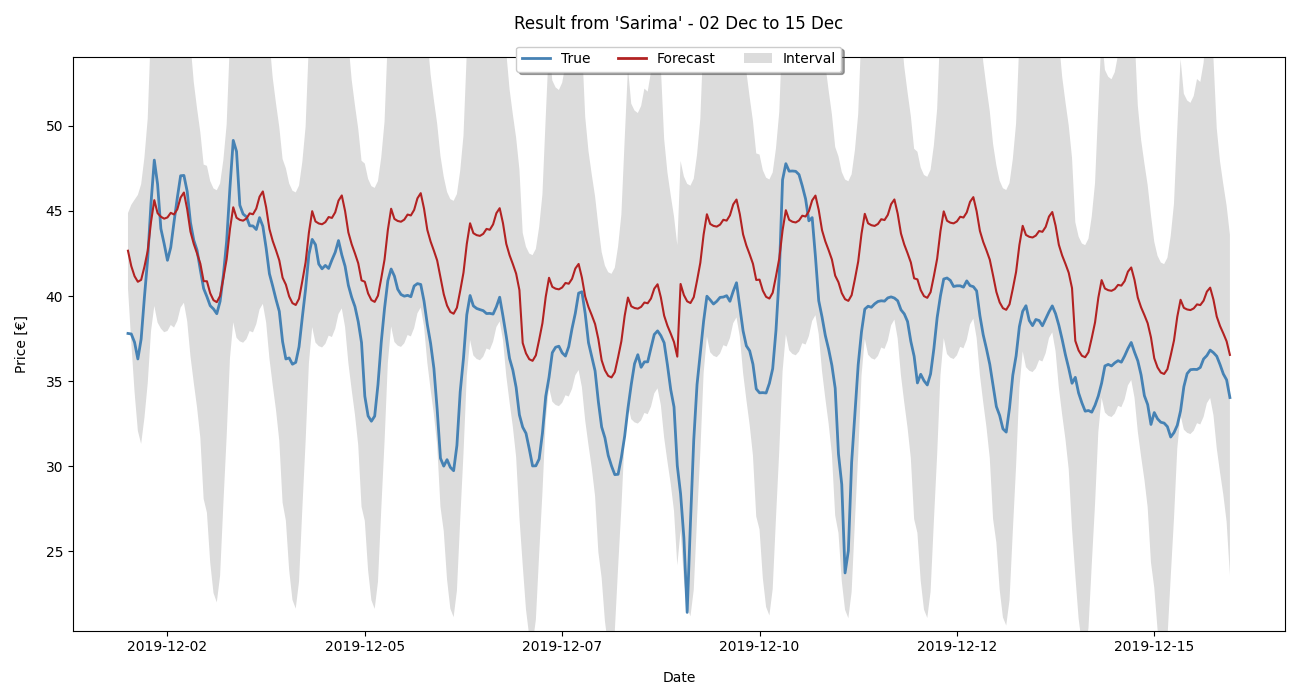 Result from 'Sarima' - 02 Dec to 15 Dec
True Forecast Interval
50
45
40
35
30
25
Price [€]
2019-12-02 2019-12-05 2019-12-07 2019-12-10 2019-12-12 2019-12-15
Date